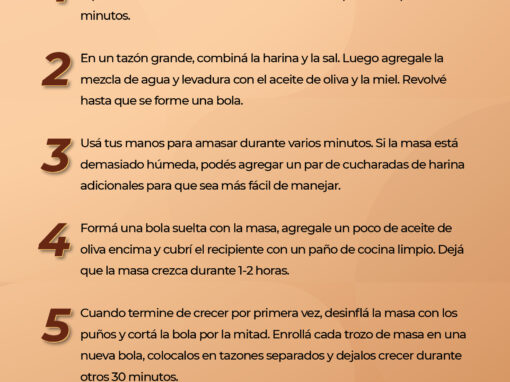 minutos.
2
En un tazón grande, combiná la harina y la sal. Luego agregale la
mezcla de agua y levadura con el aceite de oliva y la miel. Revolvé
hasta que se forme una bola.
3
Usá tus manos para amasar durante varios minutos. Si la masa está
demasiado húmeda, podés agregar un par de cucharadas de harina
adicionales para que sea más fácil de manejar.
4
Formá una bola suelta con la masa, agregale un poco de aceite de
oliva encima y cubrí el recipiente con un paño de cocina limpio. Dejá
que la masa crezca durante 1-2 horas.
5
Cuando termine de crecer por primera vez, desinflá la masa con los
puños y cortá la bola por la mitad. Enrollá cada trozo de masa en una
nueva bola, colocalos en tazones separados y dejalos crecer durante
otros 30 minutos.